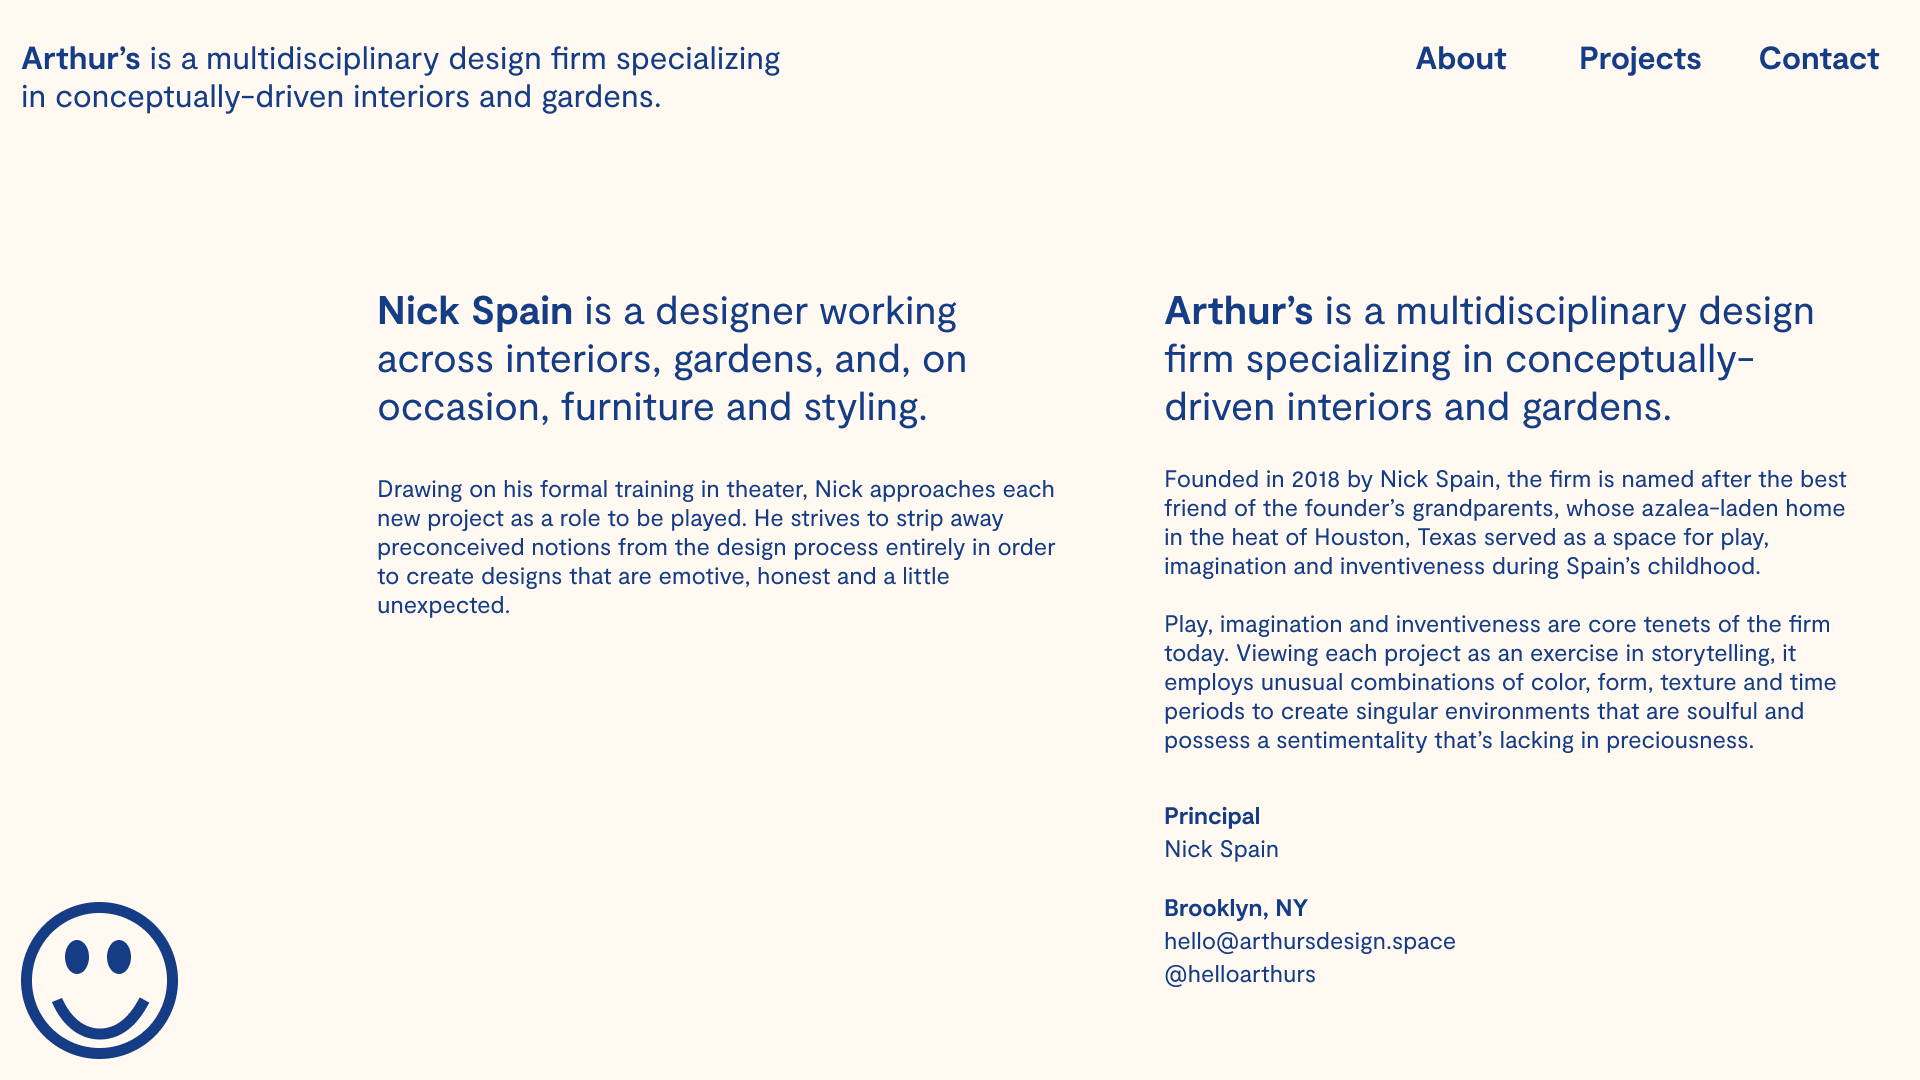 Arthur’s is a multidisciplinary design firm specializing
in conceptually-driven interiors and gardens.
About
Projects
Contact
Nick Spain is a designer working
across interiors, gardens, and, on
occasion, furniture and styling.
Drawing on his formal training in theater, Nick approaches each
new project as a role to be played. He strives to strip away
preconceived notions from the design process entirely in order
to create designs that are emotive, honest and a little
unexpected.
Arthur’s is a multidisciplinary design
firm specializing in conceptually-
driven interiors and gardens.
Founded in 2018 by Nick Spain, the firm is named after the best
friend of the founder’s grandparents, whose azalea-laden home
in the heat of Houston, Texas served as a space for play,
imagination and inventiveness during Spain’s childhood.
Play, imagination and inventiveness are core tenets of the firm
today. Viewing each project as an exercise in storytelling, it
employs unusual combinations of color, form, texture and time
periods to create singular environments that are soulful and
possess a sentimentality that’s lacking in preciousness.
Principal
Nick Spain
Brooklyn, NY
hello@arthursdesign.space
@helloarthurs